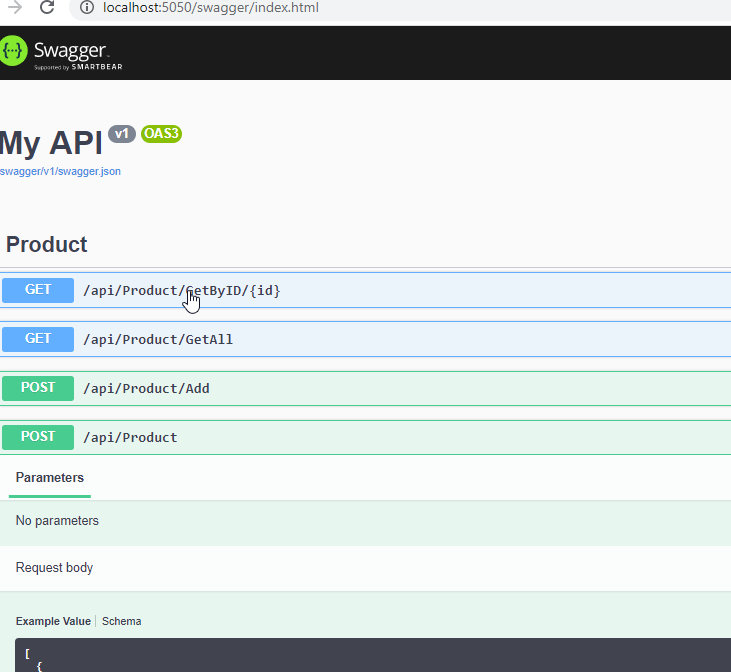 localhost:5050/swagger/index.html
{···} Swagger
Supported by SMARTBEAR
My API v1 OAS3
swagger/v1/swagger.json
Product
GET /api/Product/GetByID/{id}
GET /api/Product/GetAll
POST /api/Product/Add
POST /api/Product
Parameters
No parameters
Request body
Example Value | Schema
[
{